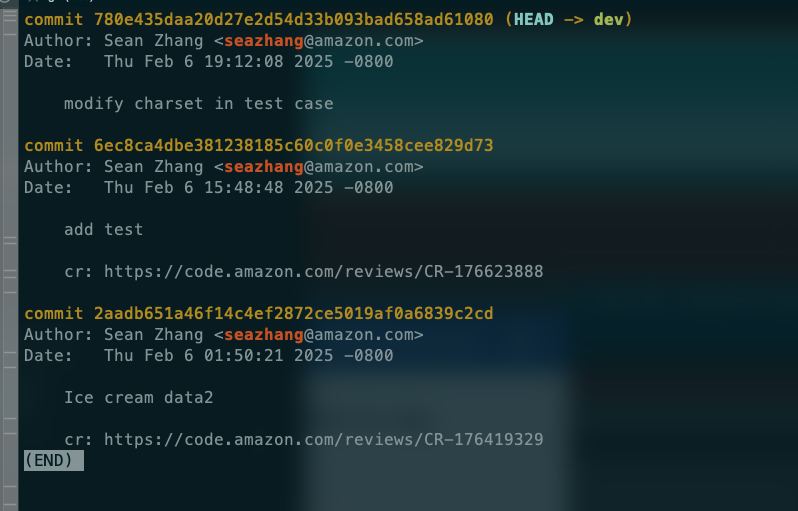 commit 780e435daa20d27e2d54d33b093bad658ad61080 (HEAD -> dev)
Author: Sean Zhang <seazhang@amazon.com>
Date:   Thu Feb 6 19:12:08 2025 -0800
modify charset in test case
commit 6ec8ca4dbe381238185c60c0f0e3458cee829d73
Author: Sean Zhang <seazhang@amazon.com>
Date:   Thu Feb 6 15:48:48 2025 -0800
add test
cr: https://code.amazon.com/reviews/CR-176623888
commit 2aadb651a46f14c4ef2872ce5019af0a6839c2cd
Author: Sean Zhang <seazhang@amazon.com>
Date:   Thu Feb 6 01:50:21 2025 -0800
Ice cream data2
cr: https://code.amazon.com/reviews/CR-176419329
(END)